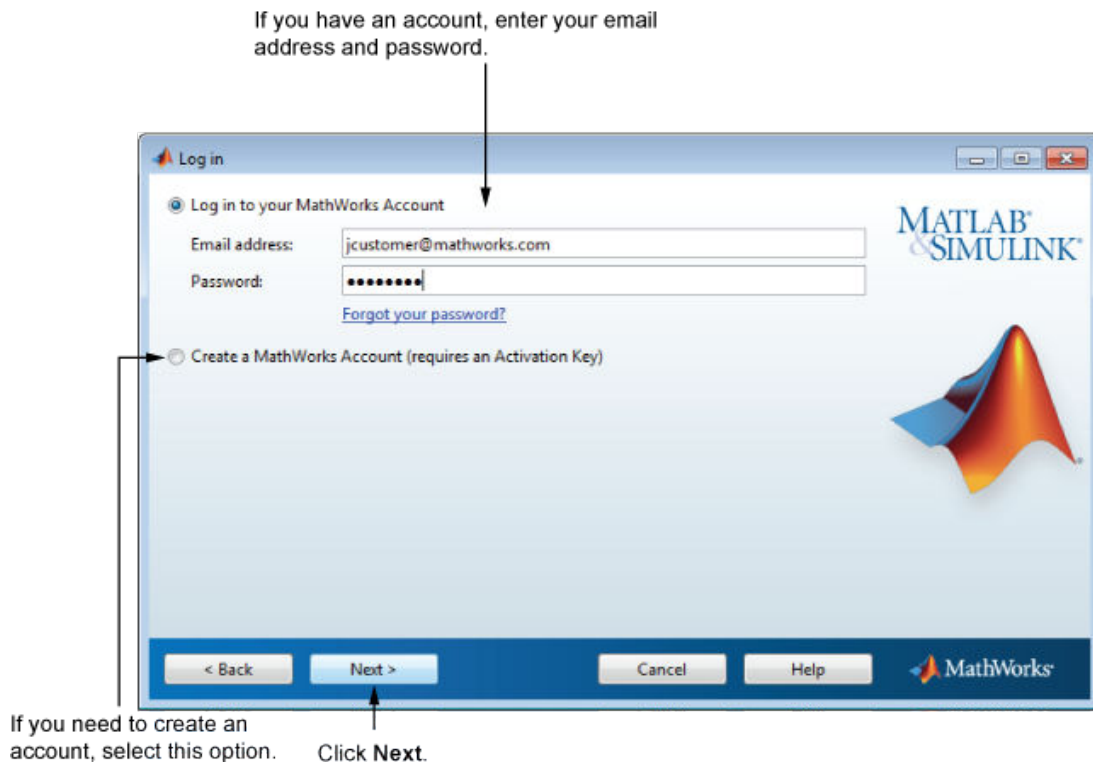 If you have an account, enter your email
address and password.
Log in
Log in to your MathWorks Account
MATLAB®
&SIMULINK®
Email address:
jcustomer@mathworks.com
Password:
••••••••
Forgot your password?
Create a MathWorks Account (requires an Activation Key)
< Back
Next >
Cancel
Help
MathWorks®
If you need to create an
account, select this option.
Click Next.